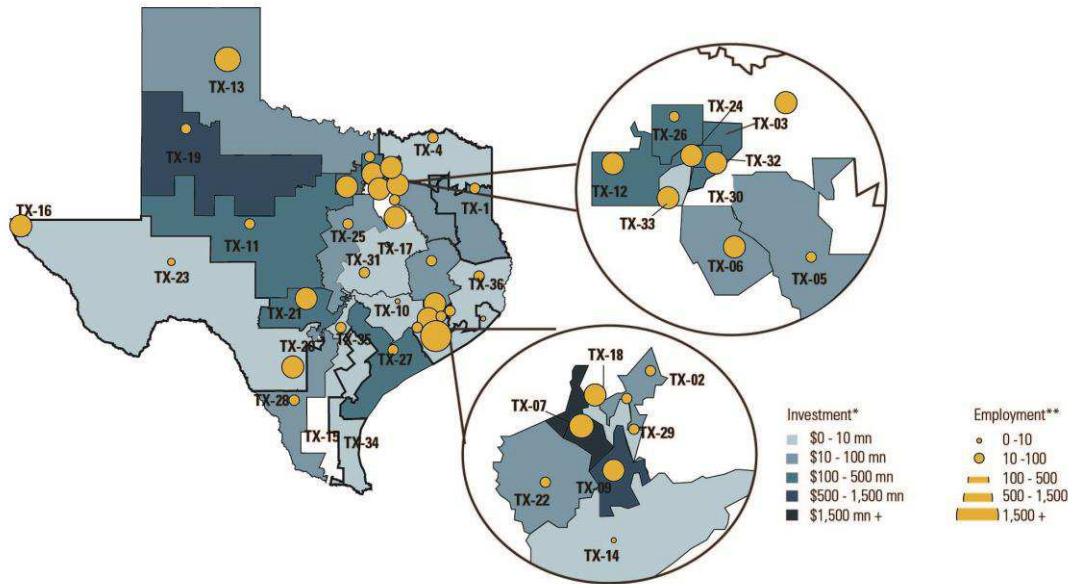 TX-13
TX-19
TX-4
TX-1
TX-16
TX-11
TX-25
TX-17
TX-23
TX-31
TX-36
TX-10
TX-21
TX-35
TX-27
TX-28
TX-15
TX-34
TX-24
TX-26
TX-03
TX-32
TX-12
TX-30
TX-33
TX-06
TX-05
TX-18
TX-02
TX-07
TX-29
TX-22
TX-09
TX-14
Investment*
$0 - 10 mn
$10 - 100 mn
$100 - 500 mn
$500 - 1,500 mn
$1,500 mn +
Employment**
0 -10
10 -100
100 - 500
500 - 1,500
1,500 +